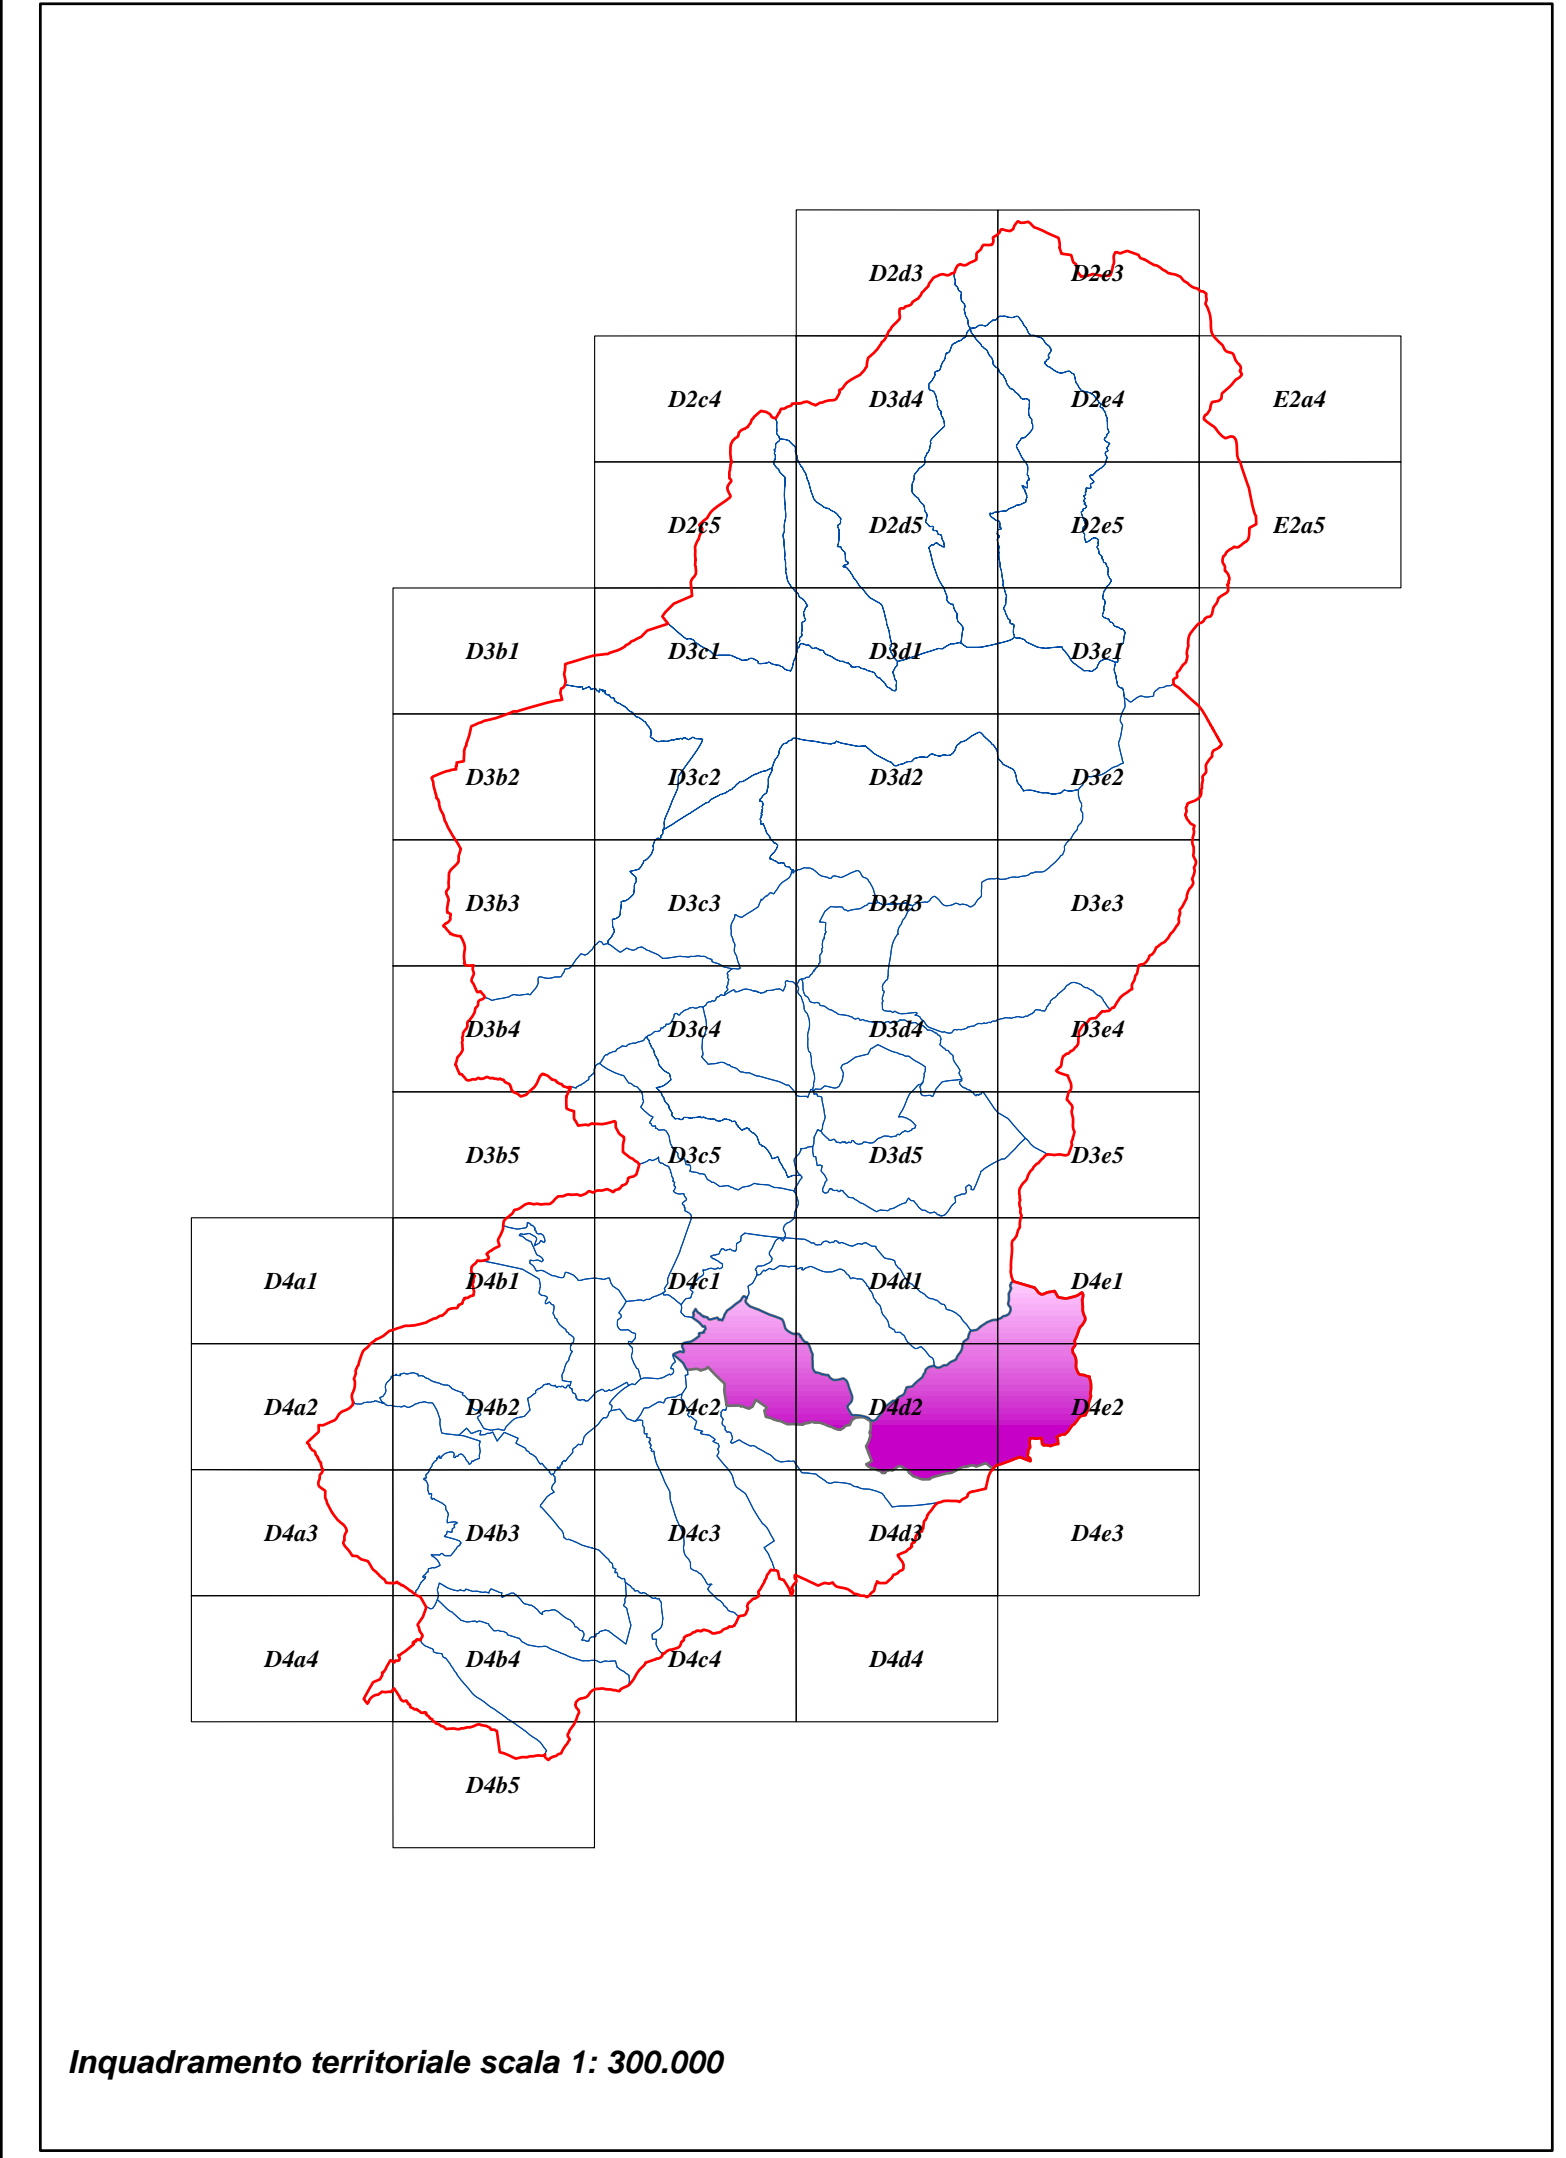 D2d3 D2e3
D2c4 D3d4 D2e4 E2a4
D2c5 D2d5 D2e5 E2a5
D3b1 D3c1 D3d1 D3e1
D3b2 D3c2 D3d2 D3e2
D3b3 D3c3 D3d3 D3e3
D3b4 D3c4 D3d4 D3e4
D3b5 D3c5 D3d5 D3e5
D4a1 D4b1 D4c1 D4d1 D4e1
D4a2 D4b2 D4c2 D4d2 D4e2
D4a3 D4b3 D4c3 D4d3 D4e3
D4a4 D4b4 D4c4 D4d4
D4b5
Inquadramento territoriale scala 1: 300.000